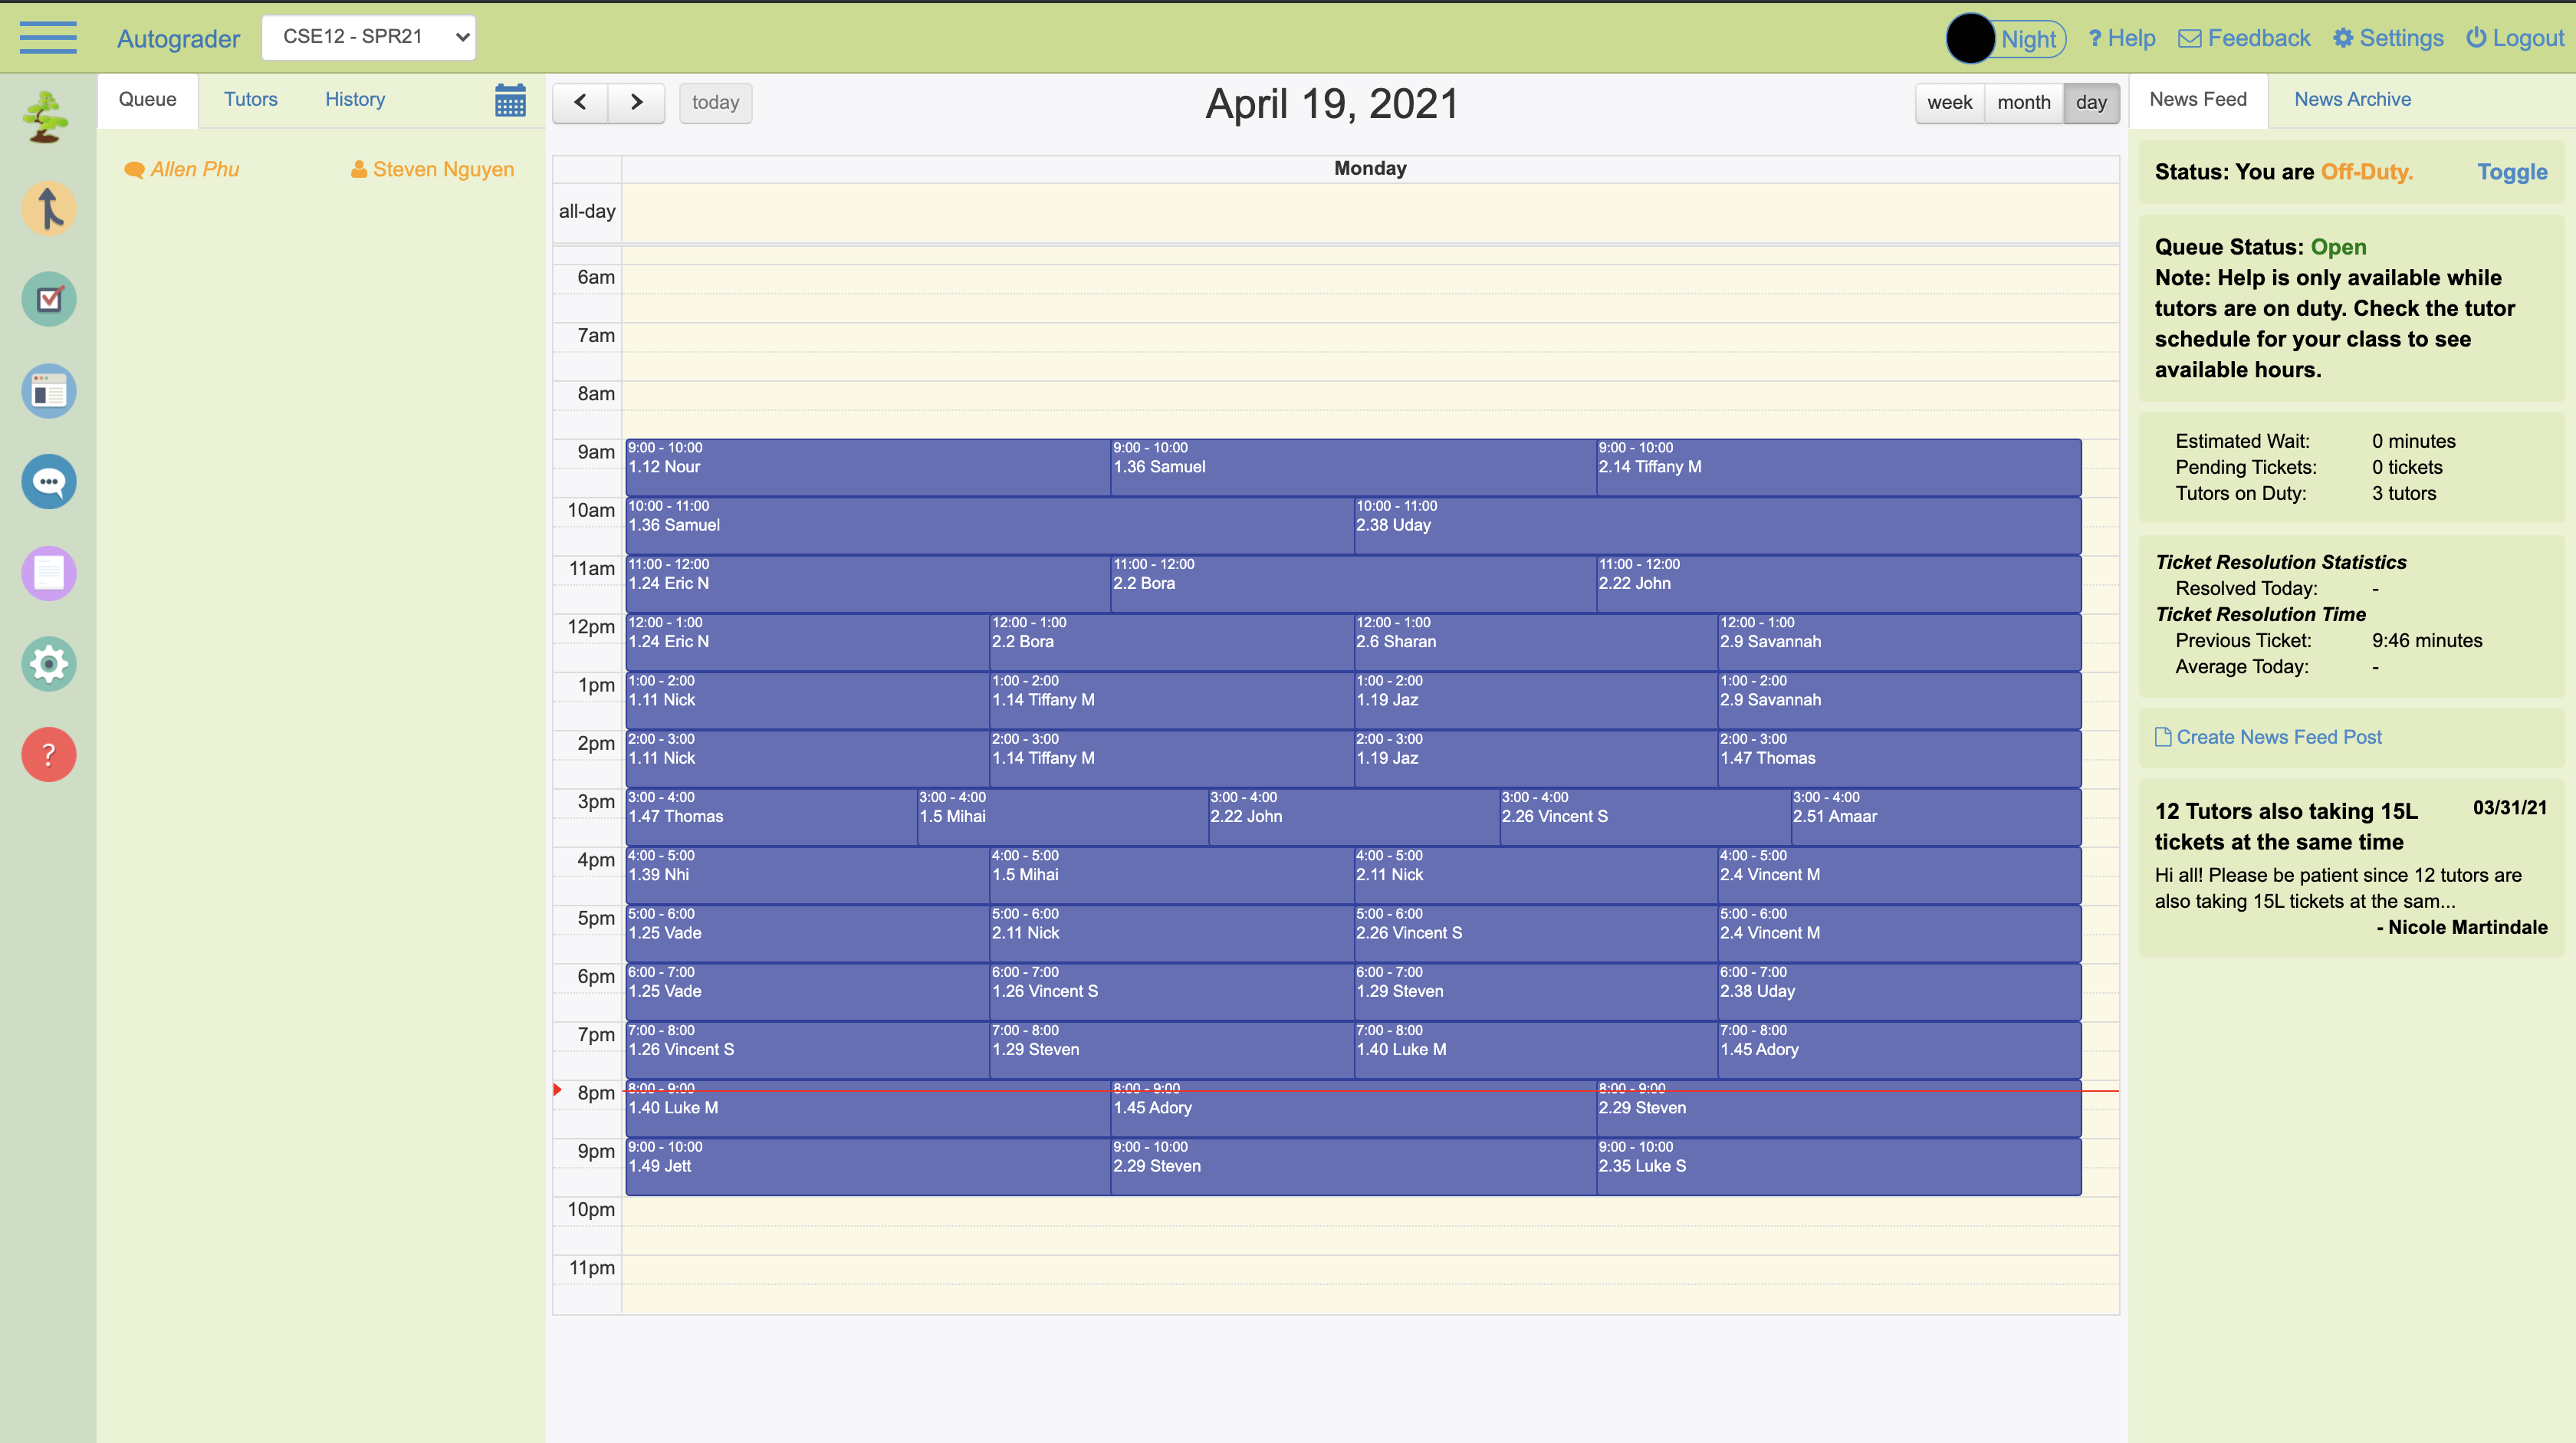 Autograder
CSE12 - SPR21
Night
? Help
Feedback
Settings
Logout
Queue
Tutors
History
Allen Phu
Steven Nguyen
today
April 19, 2021
week
month
day
Monday
all-day
6am
7am
8am
9am
9:00 - 10:00
1.12 Nour
9:00 - 10:00
1.36 Samuel
9:00 - 10:00
2.14 Tiffany M
10am
10:00 - 11:00
1.36 Samuel
10:00 - 11:00
2.38 Uday
11am
11:00 - 12:00
1.24 Eric N
11:00 - 12:00
2.2 Bora
11:00 - 12:00
2.22 John
12pm
12:00 - 1:00
1.24 Eric N
12:00 - 1:00
2.2 Bora
12:00 - 1:00
2.6 Sharan
12:00 - 1:00
2.9 Savannah
1pm
1:00 - 2:00
1.11 Nick
1:00 - 2:00
1.14 Tiffany M
1:00 - 2:00
1.19 Jaz
1:00 - 2:00
2.9 Savannah
2pm
2:00 - 3:00
1.11 Nick
2:00 - 3:00
1.14 Tiffany M
2:00 - 3:00
1.19 Jaz
2:00 - 3:00
1.47 Thomas
3pm
3:00 - 4:00
1.47 Thomas
3:00 - 4:00
1.5 Mihai
3:00 - 4:00
2.22 John
3:00 - 4:00
2.26 Vincent S
3:00 - 4:00
2.51 Amaar
4pm
4:00 - 5:00
1.39 Nhi
4:00 - 5:00
1.5 Mihai
4:00 - 5:00
2.11 Nick
4:00 - 5:00
2.4 Vincent M
5pm
5:00 - 6:00
1.25 Vade
5:00 - 6:00
2.11 Nick
5:00 - 6:00
2.26 Vincent S
5:00 - 6:00
2.4 Vincent M
6pm
6:00 - 7:00
1.25 Vade
6:00 - 7:00
1.26 Vincent S
6:00 - 7:00
1.29 Steven
6:00 - 7:00
2.38 Uday
7pm
7:00 - 8:00
1.26 Vincent S
7:00 - 8:00
1.29 Steven
7:00 - 8:00
1.40 Luke M
7:00 - 8:00
1.45 Adory
8pm
8:00 - 9:00
1.40 Luke M
8:00 - 9:00
1.45 Adory
8:00 - 9:00
2.29 Steven
9pm
9:00 - 10:00
1.49 Jett
9:00 - 10:00
2.29 Steven
9:00 - 10:00
2.35 Luke S
10pm
11pm
News Feed
News Archive
Status: You are Off-Duty.
Toggle
Queue Status: Open
Note: Help is only available while
tutors are on duty. Check the tutor
schedule for your class to see
available hours.
Estimated Wait: 0 minutes
Pending Tickets: 0 tickets
Tutors on Duty: 3 tutors
Ticket Resolution Statistics
Resolved Today: -
Ticket Resolution Time
Previous Ticket: 9:46 minutes
Average Today: -
Create News Feed Post
12 Tutors also taking 15L
tickets at the same time
03/31/21
Hi all! Please be patient since 12 tutors are
also taking 15L tickets at the sam...
- Nicole Martindale
?